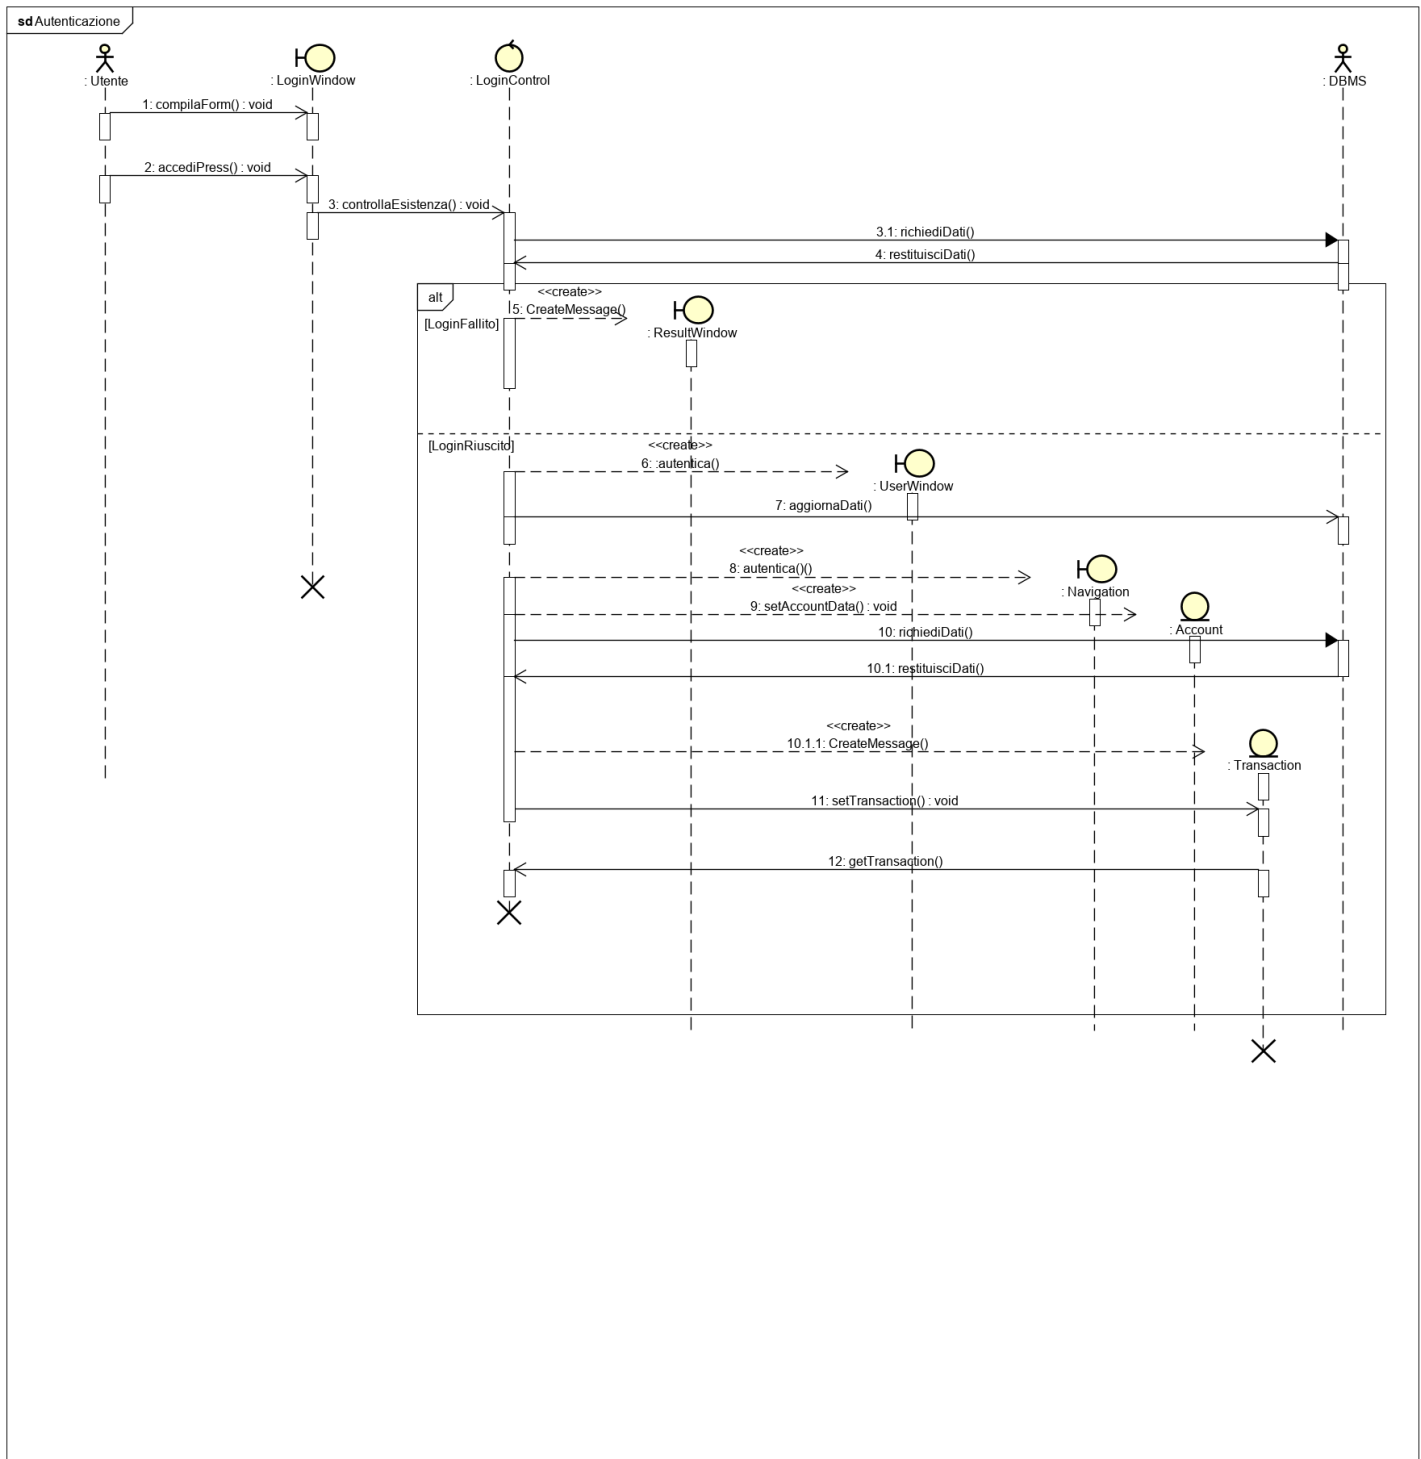 sd Autenticazione
: Utente
: LoginWindow
: LoginControl
: DBMS
1: compilaForm() : void
2: accediPress() : void
3: controllaEsistenza() : void
3.1: richiediDati()
4: restituisciDati()
alt
<<create>>
5: CreateMessage()
[LoginFallito]
: ResultWindow
[LoginRiuscito]
<<create>>
6: :autentica()
: UserWindow
7: aggiornaDati()
<<create>>
8: autentica()()
: Navigation
<<create>>
9: setAccountData() : void
: Account
10: richiediDati()
10.1: restituisciDati()
<<create>>
10.1.1: CreateMessage()
: Transaction
11: setTransaction() : void
12: getTransaction()